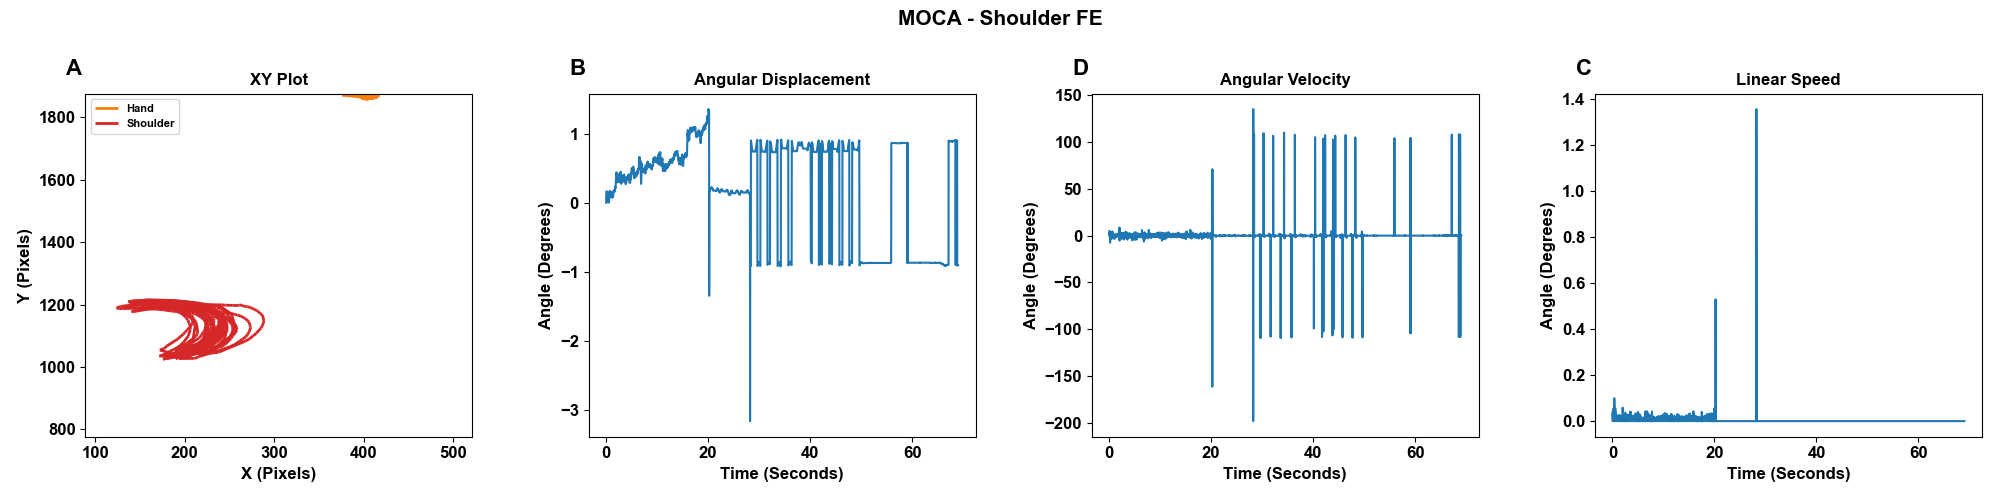 MOCA - Shoulder FE
A
XY Plot
Hand
Shoulder
1800
1600
1400
1200
1000
800
100
200
300
400
500
Y (Pixels)
X (Pixels)
B
Angular Displacement
1
0
−1
−2
−3
0
20
40
60
Angle (Degrees)
Time (Seconds)
D
Angular Velocity
150
100
50
0
−50
−100
−150
−200
0
20
40
60
Angle (Degrees)
Time (Seconds)
C
Linear Speed
1.4
1.2
1.0
0.8
0.6
0.4
0.2
0.0
0
20
40
60
Angle (Degrees)
Time (Seconds)